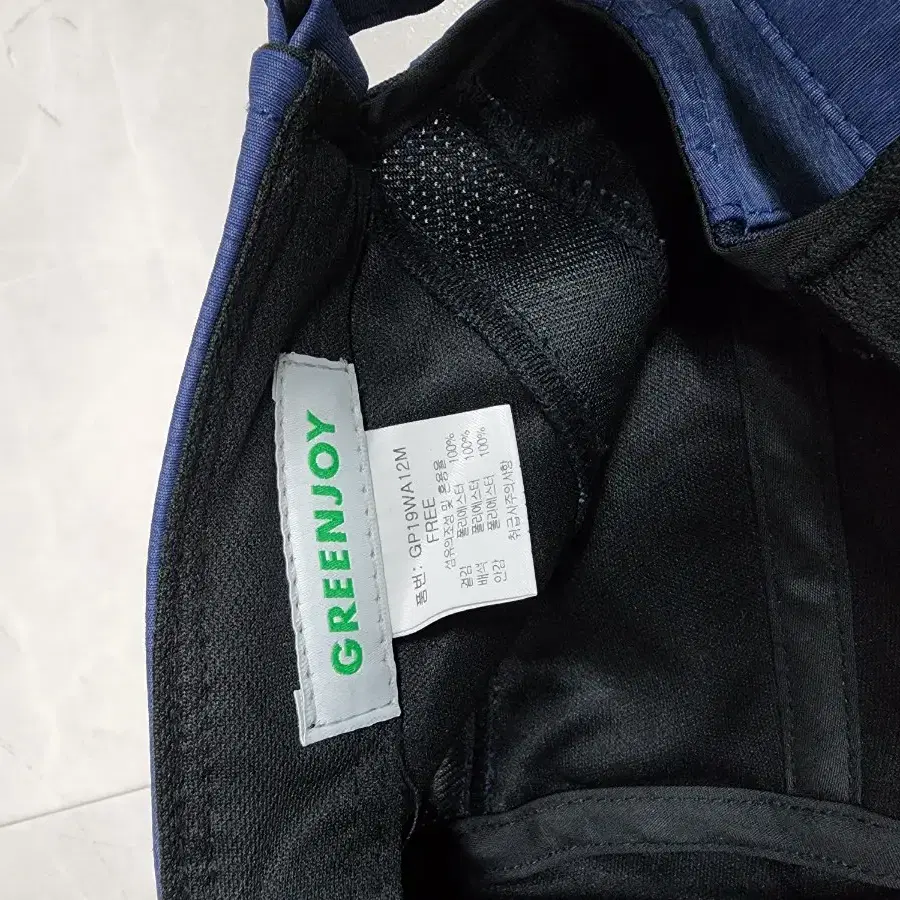 GREENJOY
품번: GP19WA12M
FREE
섬유의조성 및 혼용율
겉감 폴리에스터 100%
배색 폴리에스터 100%
안감 폴리에스터 100%
취급시주의사항